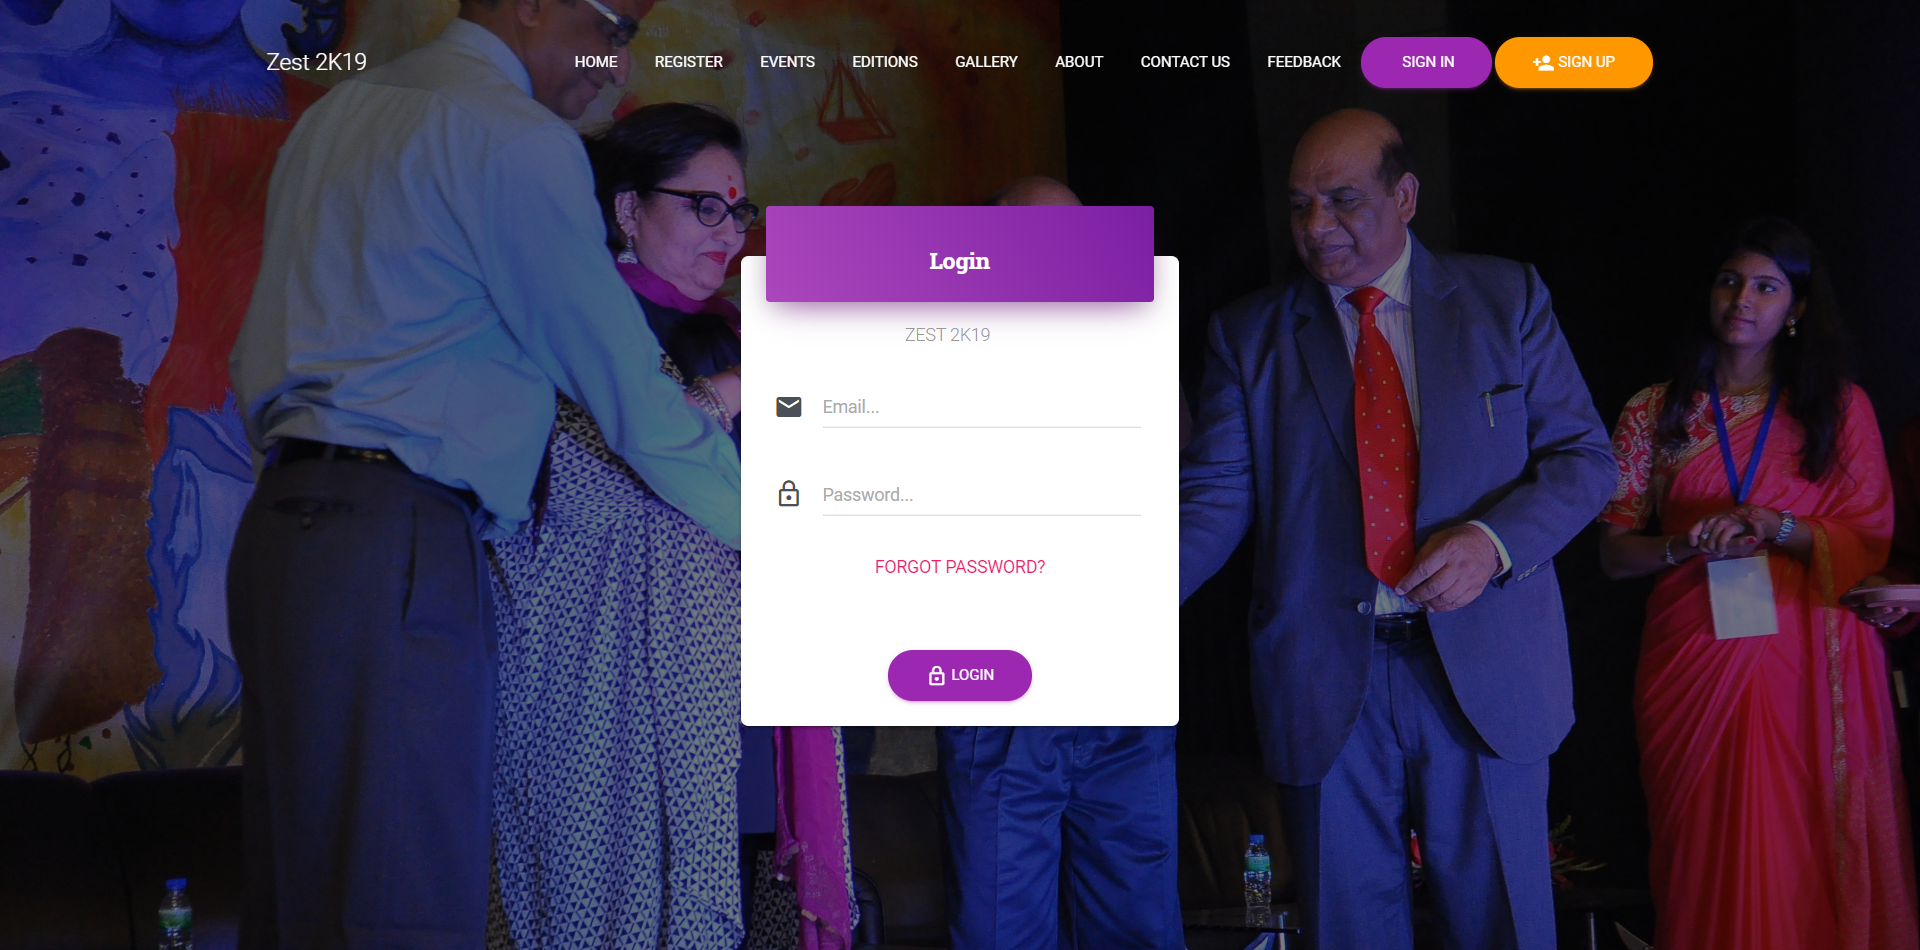 Zest 2K19
HOME REGISTER EVENTS EDITIONS GALLERY ABOUT CONTACT US FEEDBACK SIGN IN SIGN UP
Login
ZEST 2K19
Email...
Password...
FORGOT PASSWORD?
LOGIN